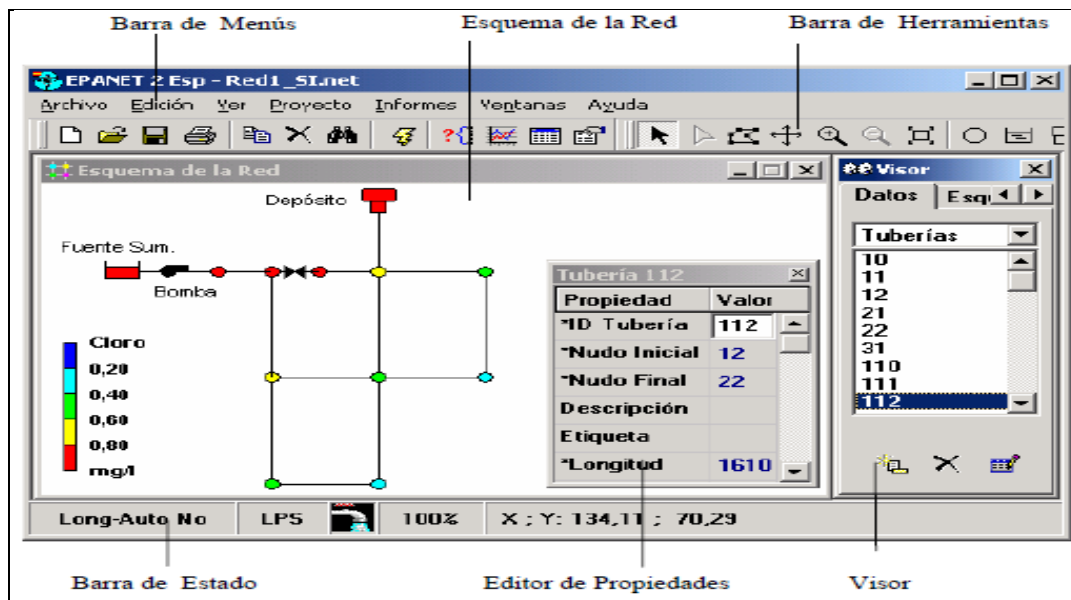 Barra de Menús
Esquema de la Red
Barra de Herramientas
EPANET 2 Esp - Red1_SI.net
Archivo Edición Ver Proyecto Informes Ventanas Ayuda
Esquema de la Red
Visor
Datos
Esqu
Depósito
Tuberías
Fuente Sum.
10
11
12
21
22
31
110
111
112
Bomba
Tubería 112
Propiedad Valor
*ID Tubería 112
*Nudo Inicial 12
*Nudo Final 22
Descripción
Etiqueta
*Longitud 1610
Cloro
0,20
0,40
0,60
0,80
mg/l
Long-Auto No LPS 100% X ; Y: 134,11 ; 70,29
Barra de Estado
Editor de Propiedades
Visor